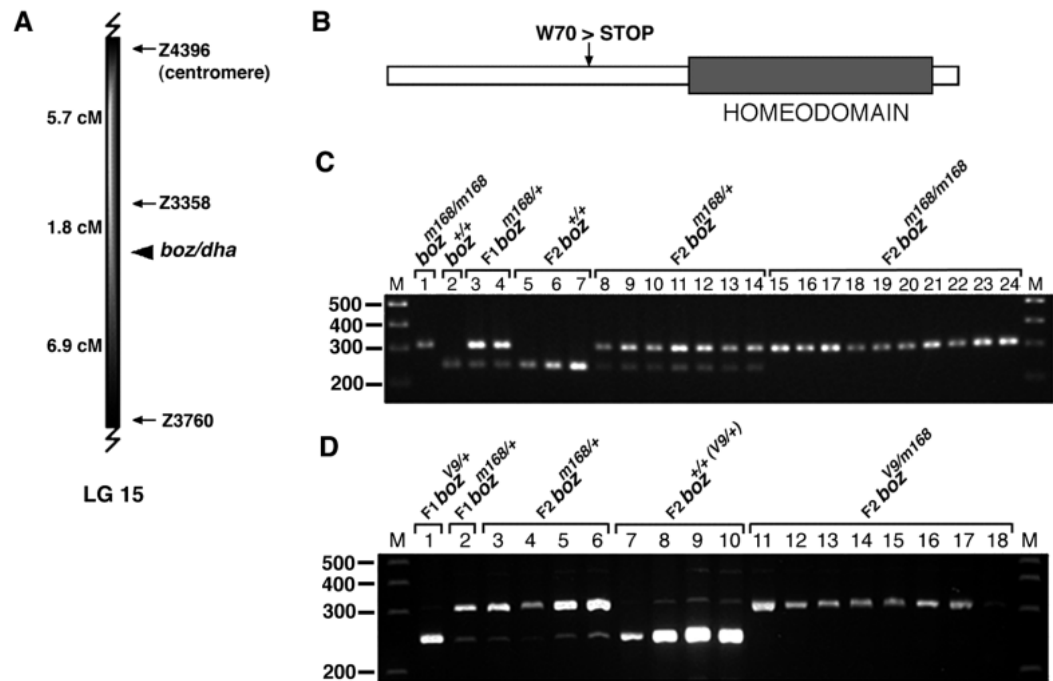 A
Z4396
(centromere)
5.7 cM
Z3358
1.8 cM
boz/dha
6.9 cM
Z3760
LG 15
B
W70 > STOP
HOMEODOMAIN
C
boz m168/m168
boz +/+
F1 boz m168/+
F2 boz +/+
F2 boz m168/+
F2 boz m168/m168
M 1 2 3 4 5 6 7 8 9 10 11 12 13 14 15 16 17 18 19 20 21 22 23 24 M
500
400
300
200
D
F1 boz V9/+
F1 boz m168/+
F2 boz m168/+
F2 boz +/+ (V9/+)
F2 boz V9/m168
M 1 2 3 4 5 6 7 8 9 10 11 12 13 14 15 16 17 18 M
500
400
300
200